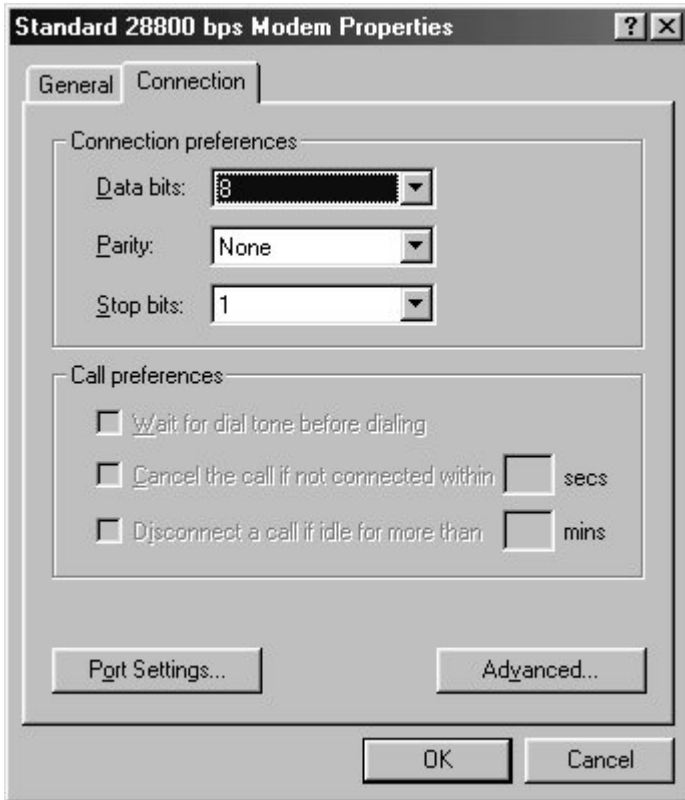 Standard 28800 bps Modem Properties
General Connection
Connection preferences
Data bits: 8
Parity: None
Stop bits: 1
Call preferences
Wait for dial tone before dialing
Cancel the call if not connected within secs
Disconnect a call if idle for more than mins
Port Settings... Advanced...
OK Cancel